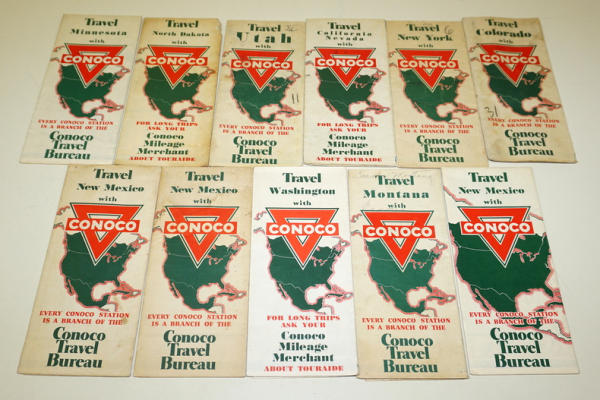 Travel
Minnesota
with
CONOCO
EVERY CONOCO STATION
IS A BRANCH OF THE
Conoco
Travel
Bureau
Travel
North Dakota
with
CONOCO
FOR LONG TRIPS
ASK YOUR
Conoco
Mileage
Merchant
ABOUT TOURAIDE
Travel
Utah
with
CONOCO
EVERY CONOCO STATION
IS A BRANCH OF THE
Conoco
Travel
Bureau
Travel
California
Nevada
with
CONOCO
FOR LONG TRIPS
ASK YOUR
Conoco
Mileage
Merchant
ABOUT TOURAIDE
Travel
New York
with
CONOCO
EVERY CONOCO STATION
IS A BRANCH OF THE
Conoco
Travel
Bureau
Travel
Colorado
with
CONOCO
31
EVERY CONOCO STATION
IS A BRANCH OF THE
Conoco
Travel
Bureau
Travel
New Mexico
with
CONOCO
EVERY CONOCO STATION
IS A BRANCH OF THE
Conoco
Travel
Bureau
Travel
New Mexico
with
CONOCO
EVERY CONOCO STATION
IS A BRANCH OF THE
Conoco
Travel
Bureau
Travel
Washington
with
CONOCO
FOR LONG TRIPS
ASK YOUR
Conoco
Mileage
Merchant
ABOUT TOURAIDE
Travel
Montana
with
CONOCO
EVERY CONOCO STATION
IS A BRANCH OF THE
Conoco
Travel
Bureau
Travel
New Mexico
with
CONOCO
EVERY CONOCO STATION
IS A BRANCH OF THE
Conoco
Travel
Bureau